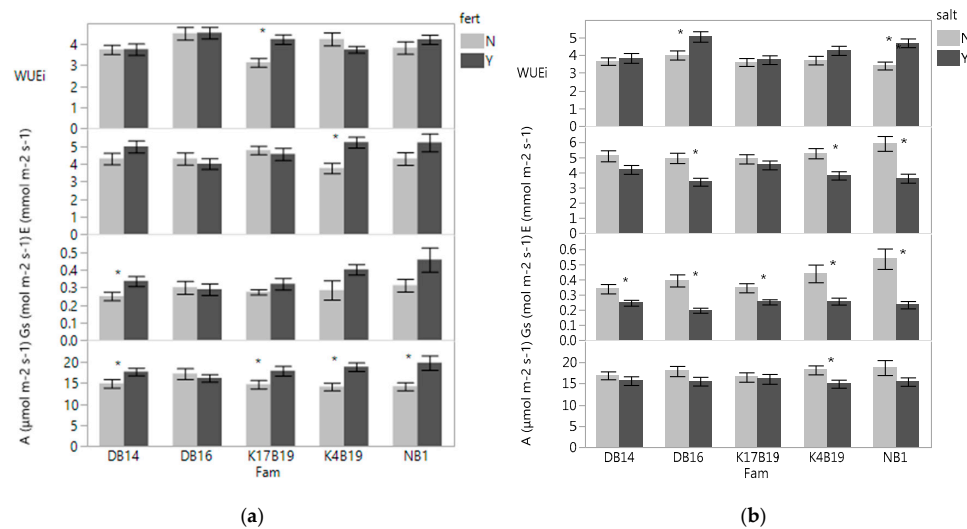 fert
N
Y
WUEi
4
3
2
1
0
*
E (mmol m-2 s-1)
5
4
3
2
1
0
*
Gs (mol m-2 s-1)
0.5
0.4
0.3
0.2
0.1
0.0
*
A (µmol m-2 s-1)
20
15
10
5
0
* * * *
DB14 DB16 K17B19 K4B19 NB1
Fam
(a)
salt
N
Y
WUEi
5
4
3
2
1
0
* *
E (mmol m-2 s-1)
6
5
4
3
2
1
0
* * *
Gs (mol m-2 s-1)
0.6
0.5
0.4
0.3
0.2
0.1
0.0
* * * * *
A (µmol m-2 s-1)
20
15
10
5
0
*
DB14 DB16 K17B19 K4B19 NB1
Fam
(b)